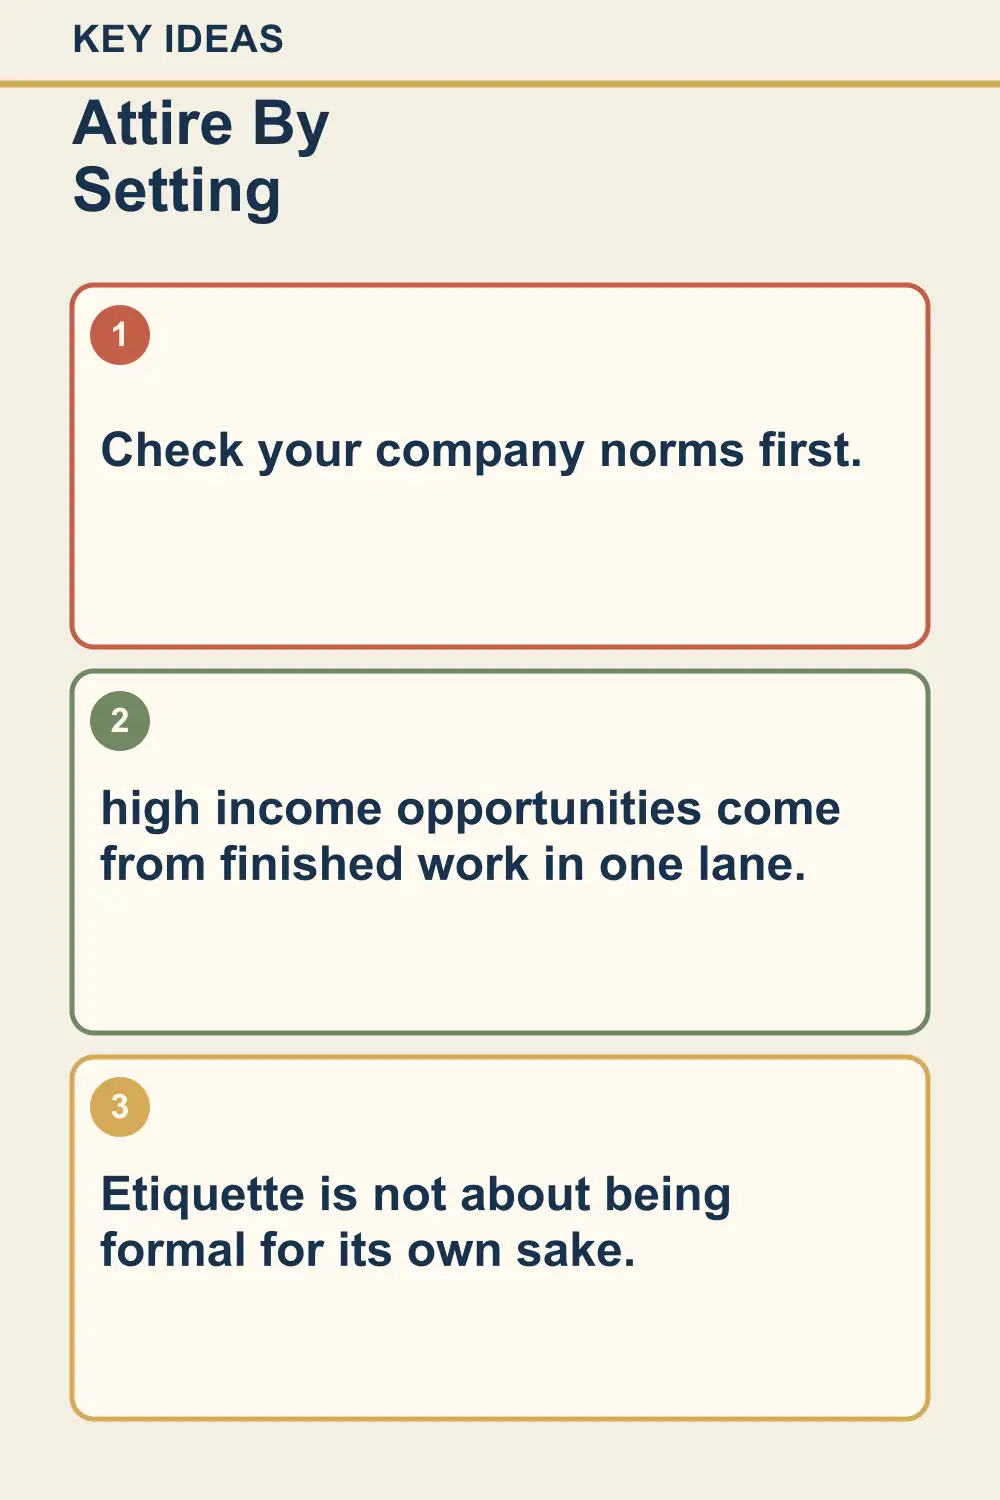 KEY IDEAS
Attire By
Setting
1
Check your company norms first.
2
high income opportunities come
from finished work in one lane.
3
Etiquette is not about being
formal for its own sake.